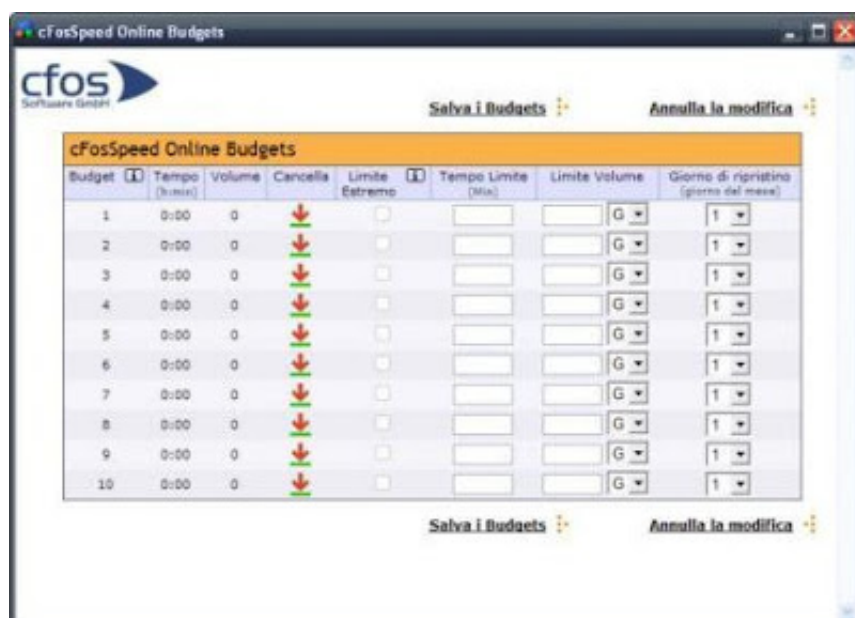 cFosSpeed Online Budgets
cfos
Software GmbH
Salva i Budgets Annulla la modifica
cFosSpeed Online Budgets
Budget i Tempo Volume Cancella Limite i Tempo Limite Limite Volume Giorno di ripristino
[h:min] Estremo [Min] [giorno del mese]
1 0:00 0 G 1
2 0:00 0 G 1
3 0:00 0 G 1
4 0:00 0 G 1
5 0:00 0 G 1
6 0:00 0 G 1
7 0:00 0 G 1
8 0:00 0 G 1
9 0:00 0 G 1
10 0:00 0 G 1
Salva i Budgets Annulla la modifica